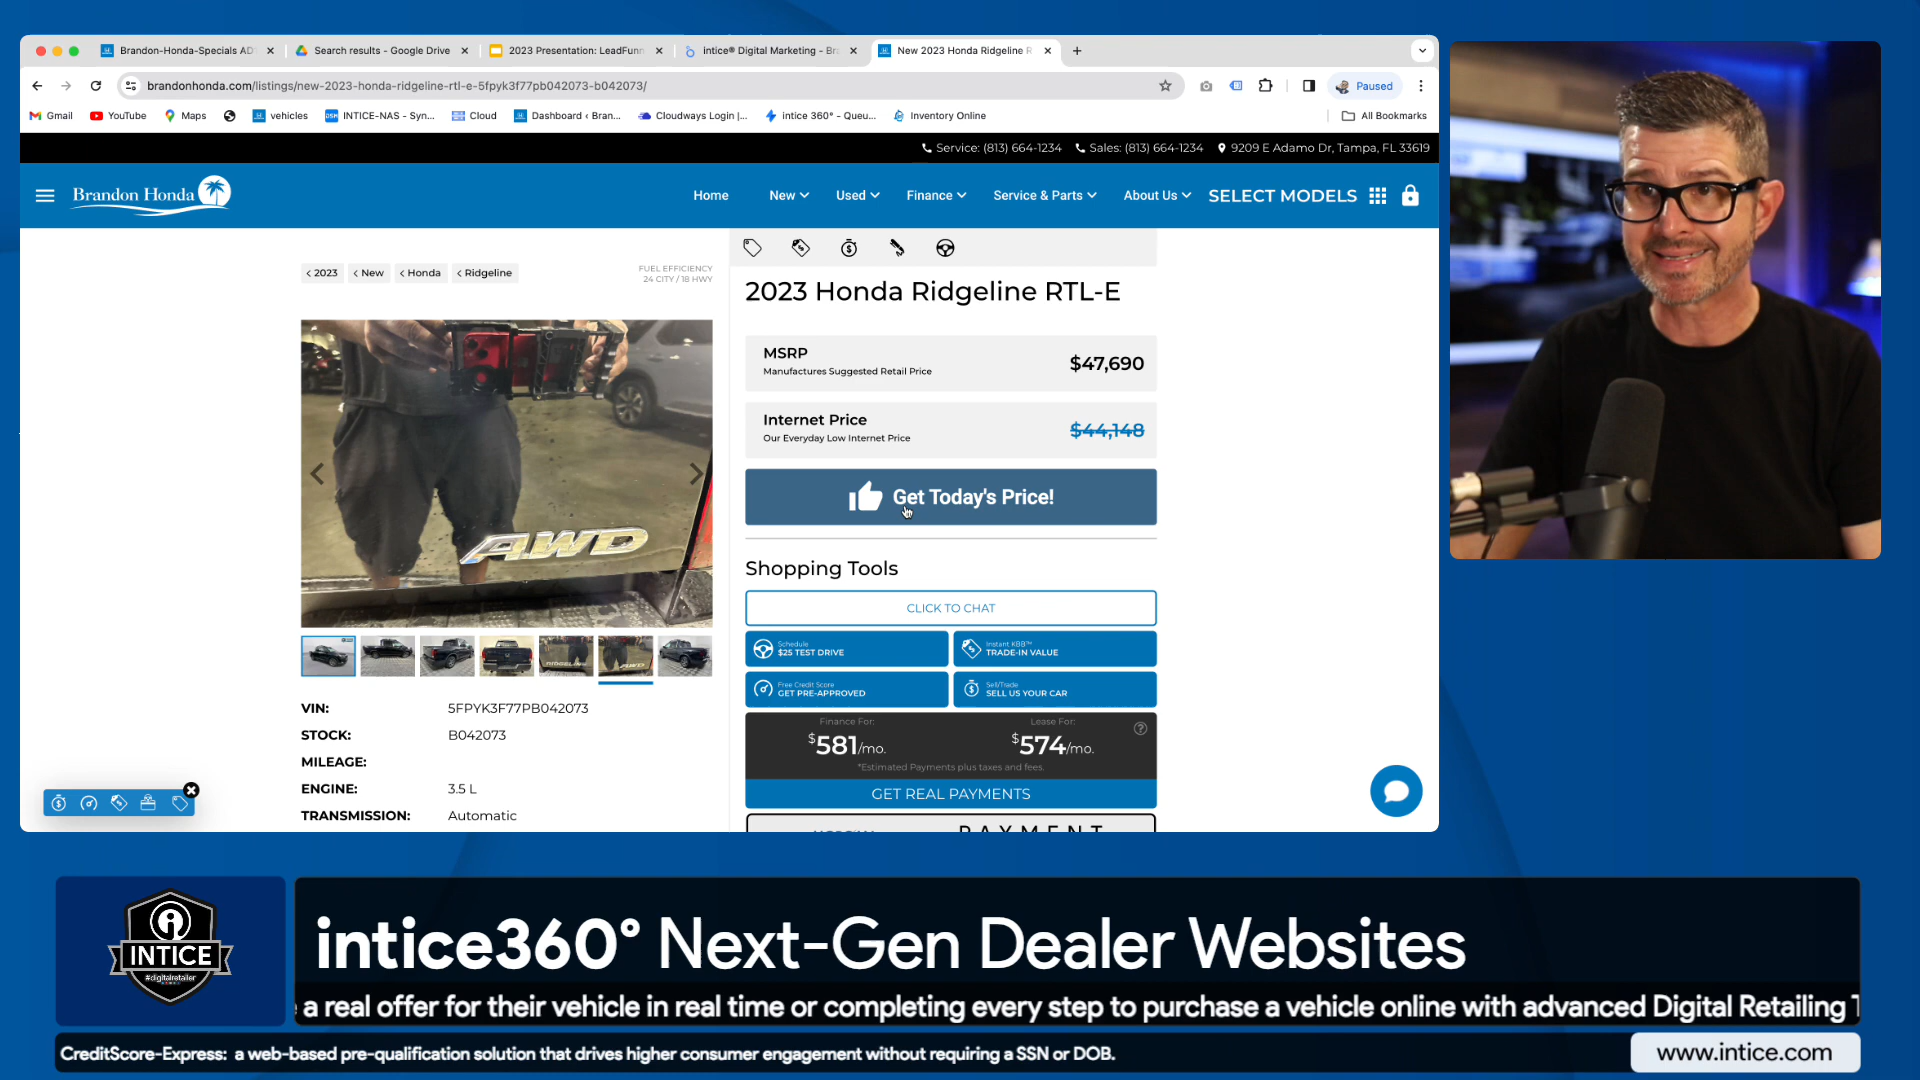 Brandon-Honda-Specials AD
Search results - Google Drive
2023 Presentation: LeadFunn
intice® Digital Marketing - Br
New 2023 Honda Ridgeline R
brandonhonda.com/listings/new-2023-honda-ridgeline-rtl-e-5fpyk3f77pb042073-b042073/
Paused
Gmail
YouTube
Maps
vehicles
INTICE-NAS - Syn...
Cloud
Dashboard ‹ Bran...
Cloudways Login |...
intice 360° - Queu...
Inventory Online
All Bookmarks
Service: (813) 664-1234
Sales: (813) 664-1234
9209 E Adamo Dr, Tampa, FL 33619
Brandon Honda
Home
New
Used
Finance
Service & Parts
About Us
SELECT MODELS
< 2023
< New
< Honda
< Ridgeline
FUEL EFFICIENCY
24 CITY / 18 HWY
AWD
VIN: 5FPYK3F77PB042073
STOCK: B042073
MILEAGE:
ENGINE: 3.5 L
TRANSMISSION: Automatic
2023 Honda Ridgeline RTL-E
MSRP
Manufactures Suggested Retail Price
$47,690
Internet Price
Our Everyday Low Internet Price
$44,148
Get Today's Price!
Shopping Tools
CLICK TO CHAT
Schedule
$25 TEST DRIVE
Instant KBB™
TRADE-IN VALUE
Free Credit Score
GET PRE-APPROVED
Sell/Trade
SELL US YOUR CAR
Finance For:
$581/mo.
Lease For:
$574/mo.
*Estimated Payments plus taxes and fees.
GET REAL PAYMENTS
PAYMENT
INTICE
#digitalretailer
intice360° Next-Gen Dealer Websites
a real offer for their vehicle in real time or completing every step to purchase a vehicle online with advanced Digital Retailing
CreditScore-Express: a web-based pre-qualification solution that drives higher consumer engagement without requiring a SSN or DOB.
www.intice.com